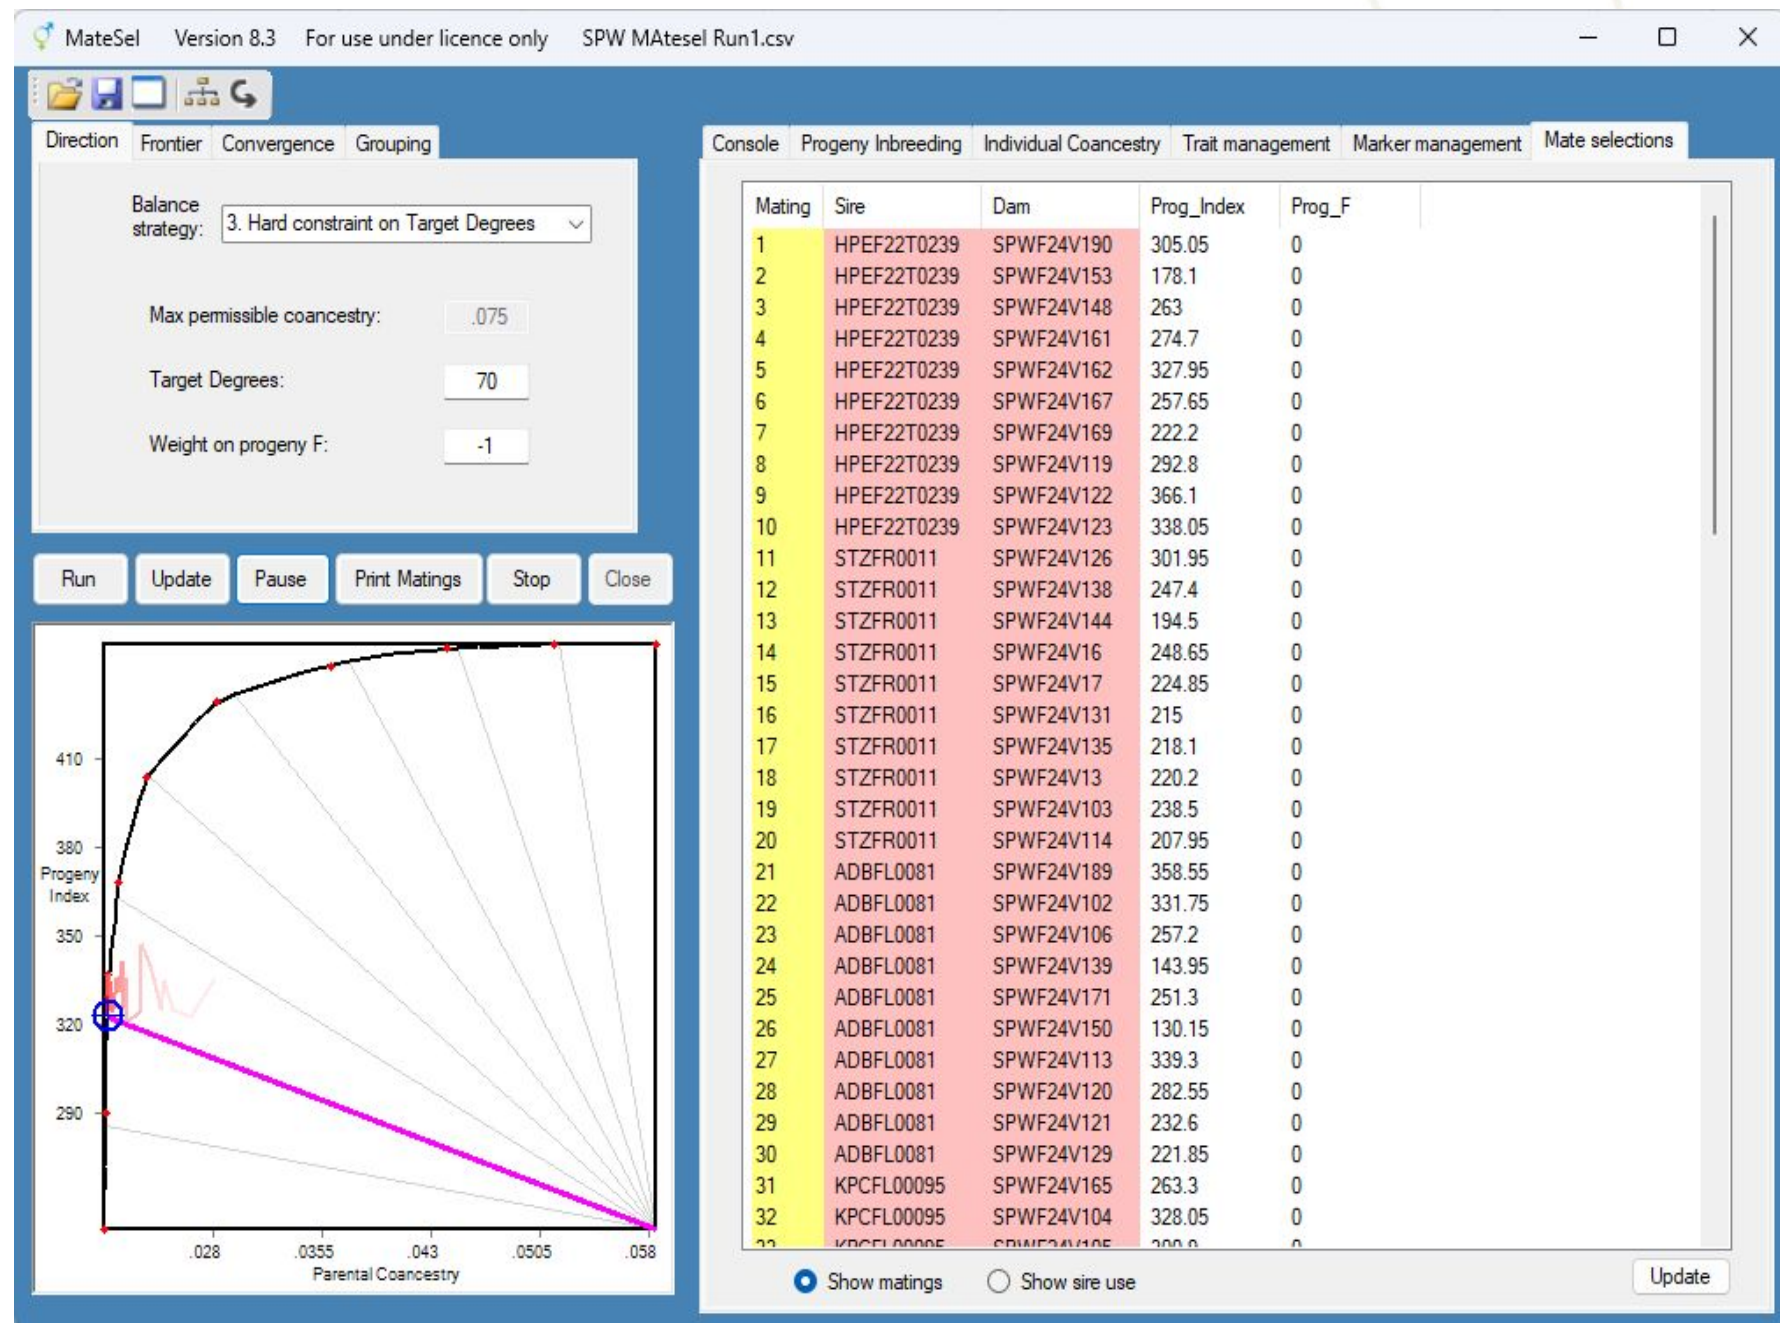 MateSel Version 8.3 For use under licence only SPW MAtesel Run1.csv
Direction Frontier Convergence Grouping
Balance strategy: 3. Hard constraint on Target Degrees
Max permissible coancestry: .075
Target Degrees: 70
Weight on progeny F: -1
Run Update Pause Print Matings Stop Close
410
380
Progeny
Index
350
320
290
.028 .0355 .043 .0505 .058
Parental Coancestry
Console Progeny Inbreeding Individual Coancestry Trait management Marker management Mate selections
Mating Sire Dam Prog_Index Prog_F
1 HPEF22T0239 SPWF24V190 305.05 0
2 HPEF22T0239 SPWF24V153 178.1 0
3 HPEF22T0239 SPWF24V148 263 0
4 HPEF22T0239 SPWF24V161 274.7 0
5 HPEF22T0239 SPWF24V162 327.95 0
6 HPEF22T0239 SPWF24V167 257.65 0
7 HPEF22T0239 SPWF24V169 222.2 0
8 HPEF22T0239 SPWF24V119 292.8 0
9 HPEF22T0239 SPWF24V122 366.1 0
10 HPEF22T0239 SPWF24V123 338.05 0
11 STZFR0011 SPWF24V126 301.95 0
12 STZFR0011 SPWF24V138 247.4 0
13 STZFR0011 SPWF24V144 194.5 0
14 STZFR0011 SPWF24V16 248.65 0
15 STZFR0011 SPWF24V17 224.85 0
16 STZFR0011 SPWF24V131 215 0
17 STZFR0011 SPWF24V135 218.1 0
18 STZFR0011 SPWF24V13 220.2 0
19 STZFR0011 SPWF24V103 238.5 0
20 STZFR0011 SPWF24V114 207.95 0
21 ADBFL0081 SPWF24V189 358.55 0
22 ADBFL0081 SPWF24V102 331.75 0
23 ADBFL0081 SPWF24V106 257.2 0
24 ADBFL0081 SPWF24V139 143.95 0
25 ADBFL0081 SPWF24V171 251.3 0
26 ADBFL0081 SPWF24V150 130.15 0
27 ADBFL0081 SPWF24V113 339.3 0
28 ADBFL0081 SPWF24V120 282.55 0
29 ADBFL0081 SPWF24V121 232.6 0
30 ADBFL0081 SPWF24V129 221.85 0
31 KPCFL00095 SPWF24V165 263.3 0
32 KPCFL00095 SPWF24V104 328.05 0
Show matings Show sire use Update